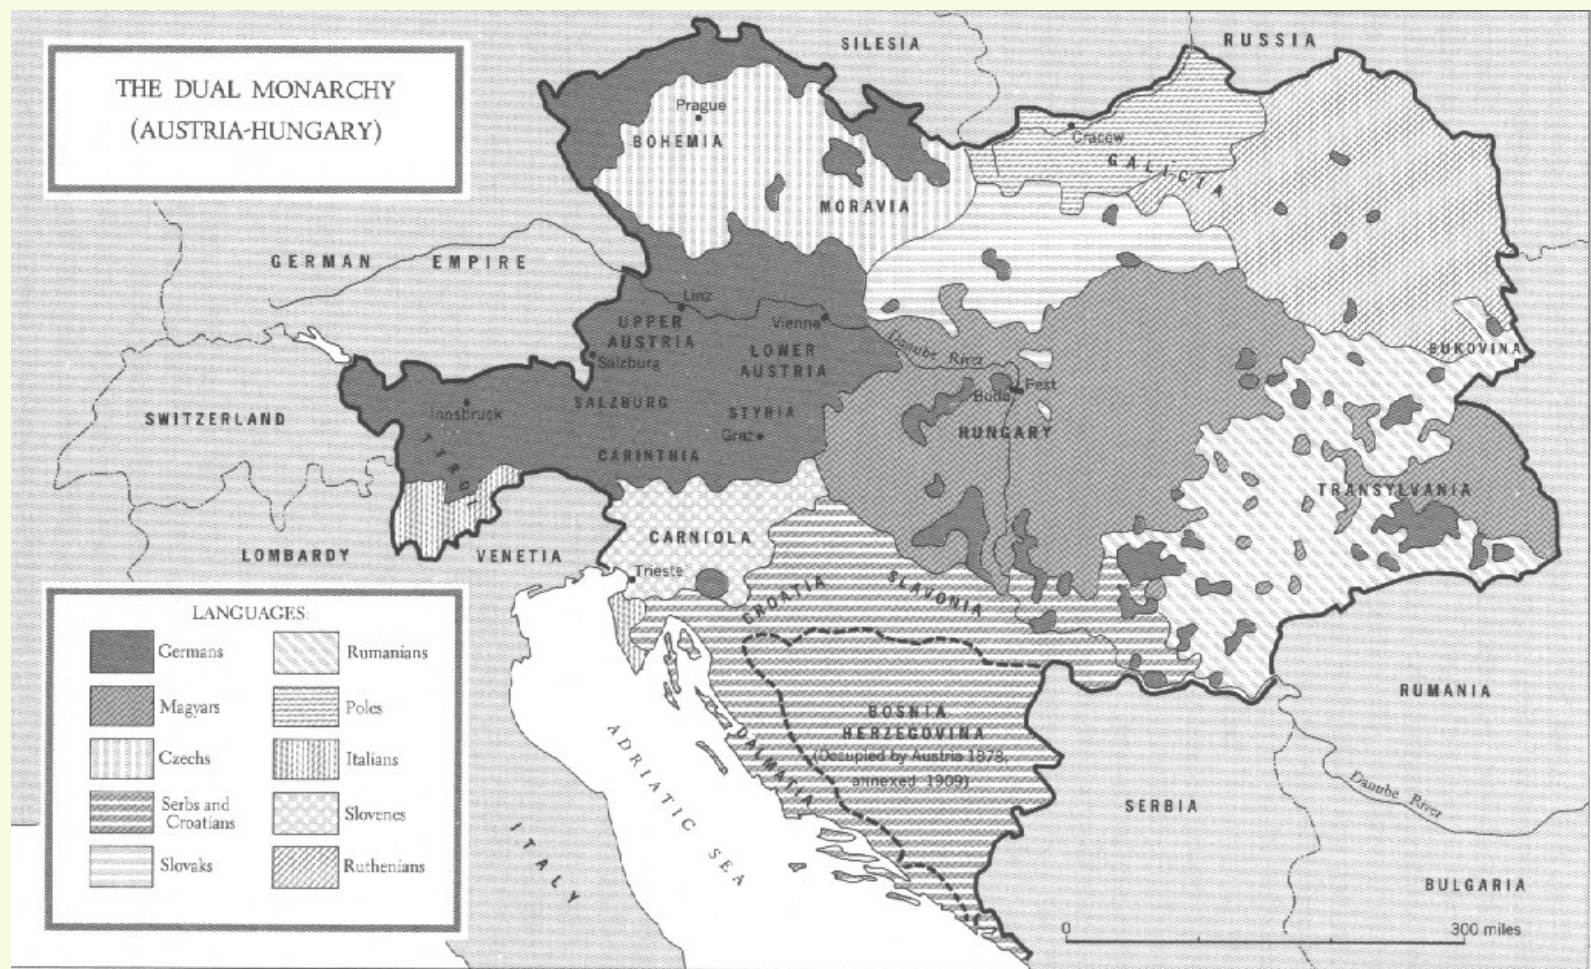 THE DUAL MONARCHY
(AUSTRIA-HUNGARY)
SILESIA
RUSSIA
Prague
BOHEMIA
Cracow
GALICIA
MORAVIA
GERMAN EMPIRE
Linz
UPPER
AUSTRIA
Vienna
LOWER
AUSTRIA
Danube River
BUKOVINA
Salzburg
SALZBURG
Innsbruck
TYROL
STYRIA
Graz
CARINTHIA
Buda
Pest
HUNGARY
SWITZERLAND
TRANSYLVANIA
LOMBARDY
VENETIA
CARNIOLA
Trieste
CROATIA
SLAVONIA
LANGUAGES:
Germans
Rumanians
Magyars
Poles
Czechs
Italians
Serbs and
Croatians
Slovenes
Slovaks
Ruthenians
BOSNIA
HERZEGOVINA
(Occupied by Austria 1878,
annexed 1909)
DALMATIA
ADRIATIC SEA
ITALY
RUMANIA
SERBIA
Danube River
BULGARIA
0
300 miles